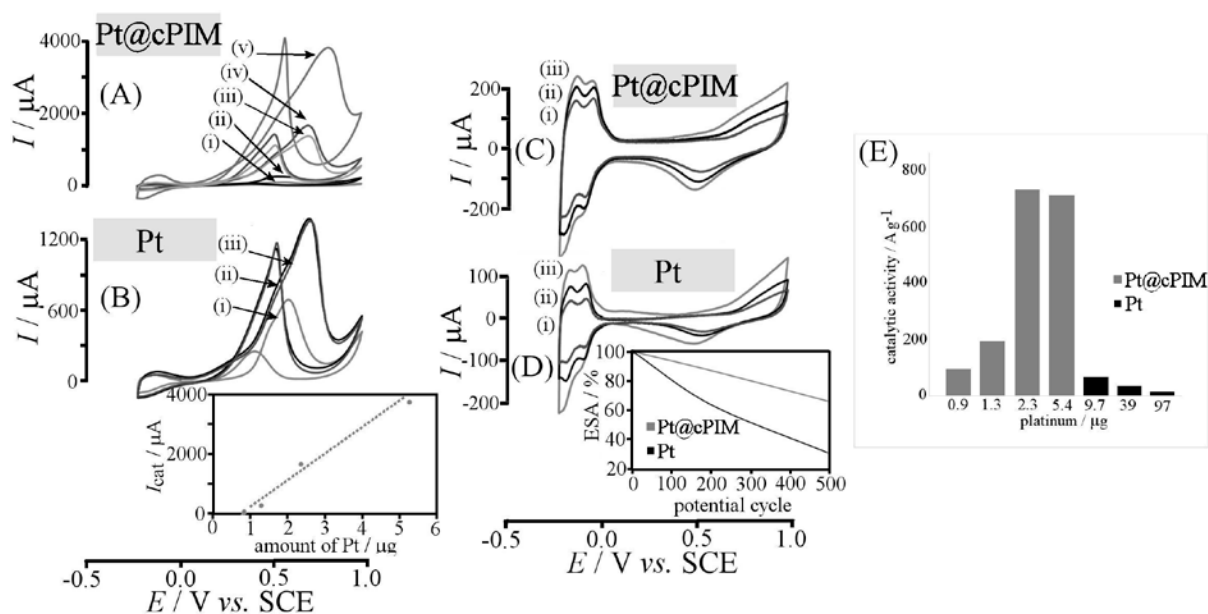 Pt@cPIM
(A)
(v)
(iv)
(iii)
(ii)
(i)
4000
2000
0
I / µA
Pt
(B)
(iii)
(ii)
(i)
1200
600
0
I / µA
4000
2000
0
Icat / µA
0 1 2 3 4 5 6
amount of Pt / µg
-0.5 0.0 0.5 1.0
E / V vs. SCE
Pt@cPIM
(C)
(iii)
(ii)
(i)
200
0
-200
I / µA
Pt
(D)
(iii)
(ii)
(i)
100
0
-100
-200
I / µA
100
80
60
40
20
ESA / %
Pt@cPIM
Pt
0 100 200 300 400 500
potential cycle
-0.5 0.0 0.5 1.0
E / V vs. SCE
(E)
800
600
400
200
0
catalytic activity / A g-1
Pt@cPIM
Pt
0.9 1.3 2.3 5.4 9.7 39 97
platinum / µg